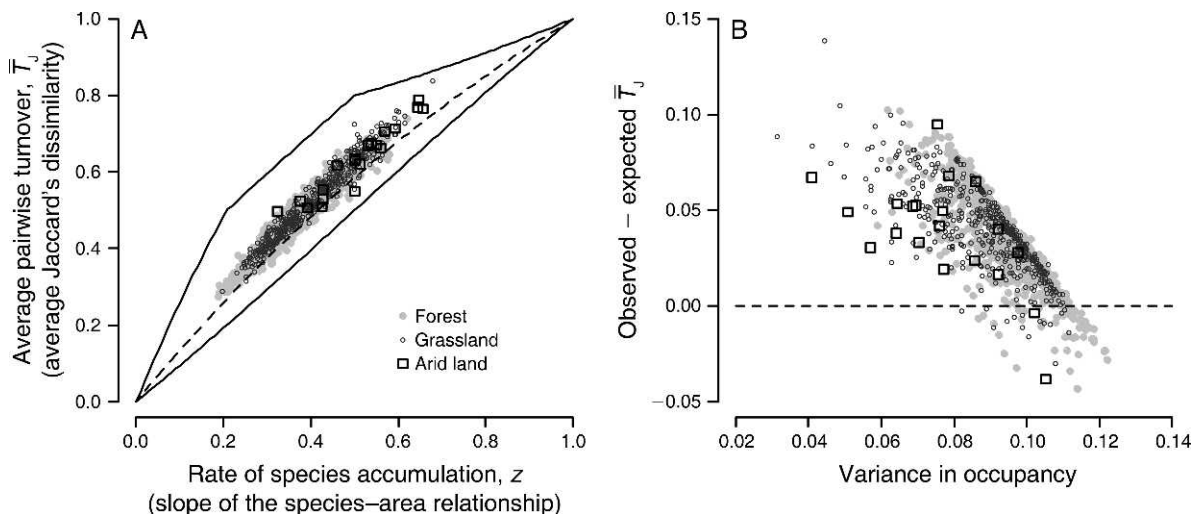 A
Average pairwise turnover, T̿_J
(average Jaccard's dissimilarity)
1.0
0.8
0.6
0.4
0.2
0.0
Forest
Grassland
Arid land
0.0 0.2 0.4 0.6 0.8 1.0
Rate of species accumulation, z
(slope of the species–area relationship)
B
Observed – expected T̿_J
0.15
0.10
0.05
0.00
−0.05
0.02 0.04 0.06 0.08 0.10 0.12 0.14
Variance in occupancy